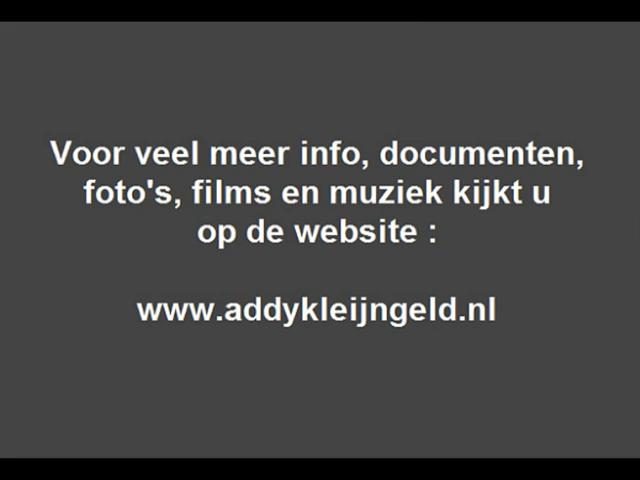 Voor veel meer info, documenten,
foto's, films en muziek kijkt u
op de website :
www.addykleijngeld.nl